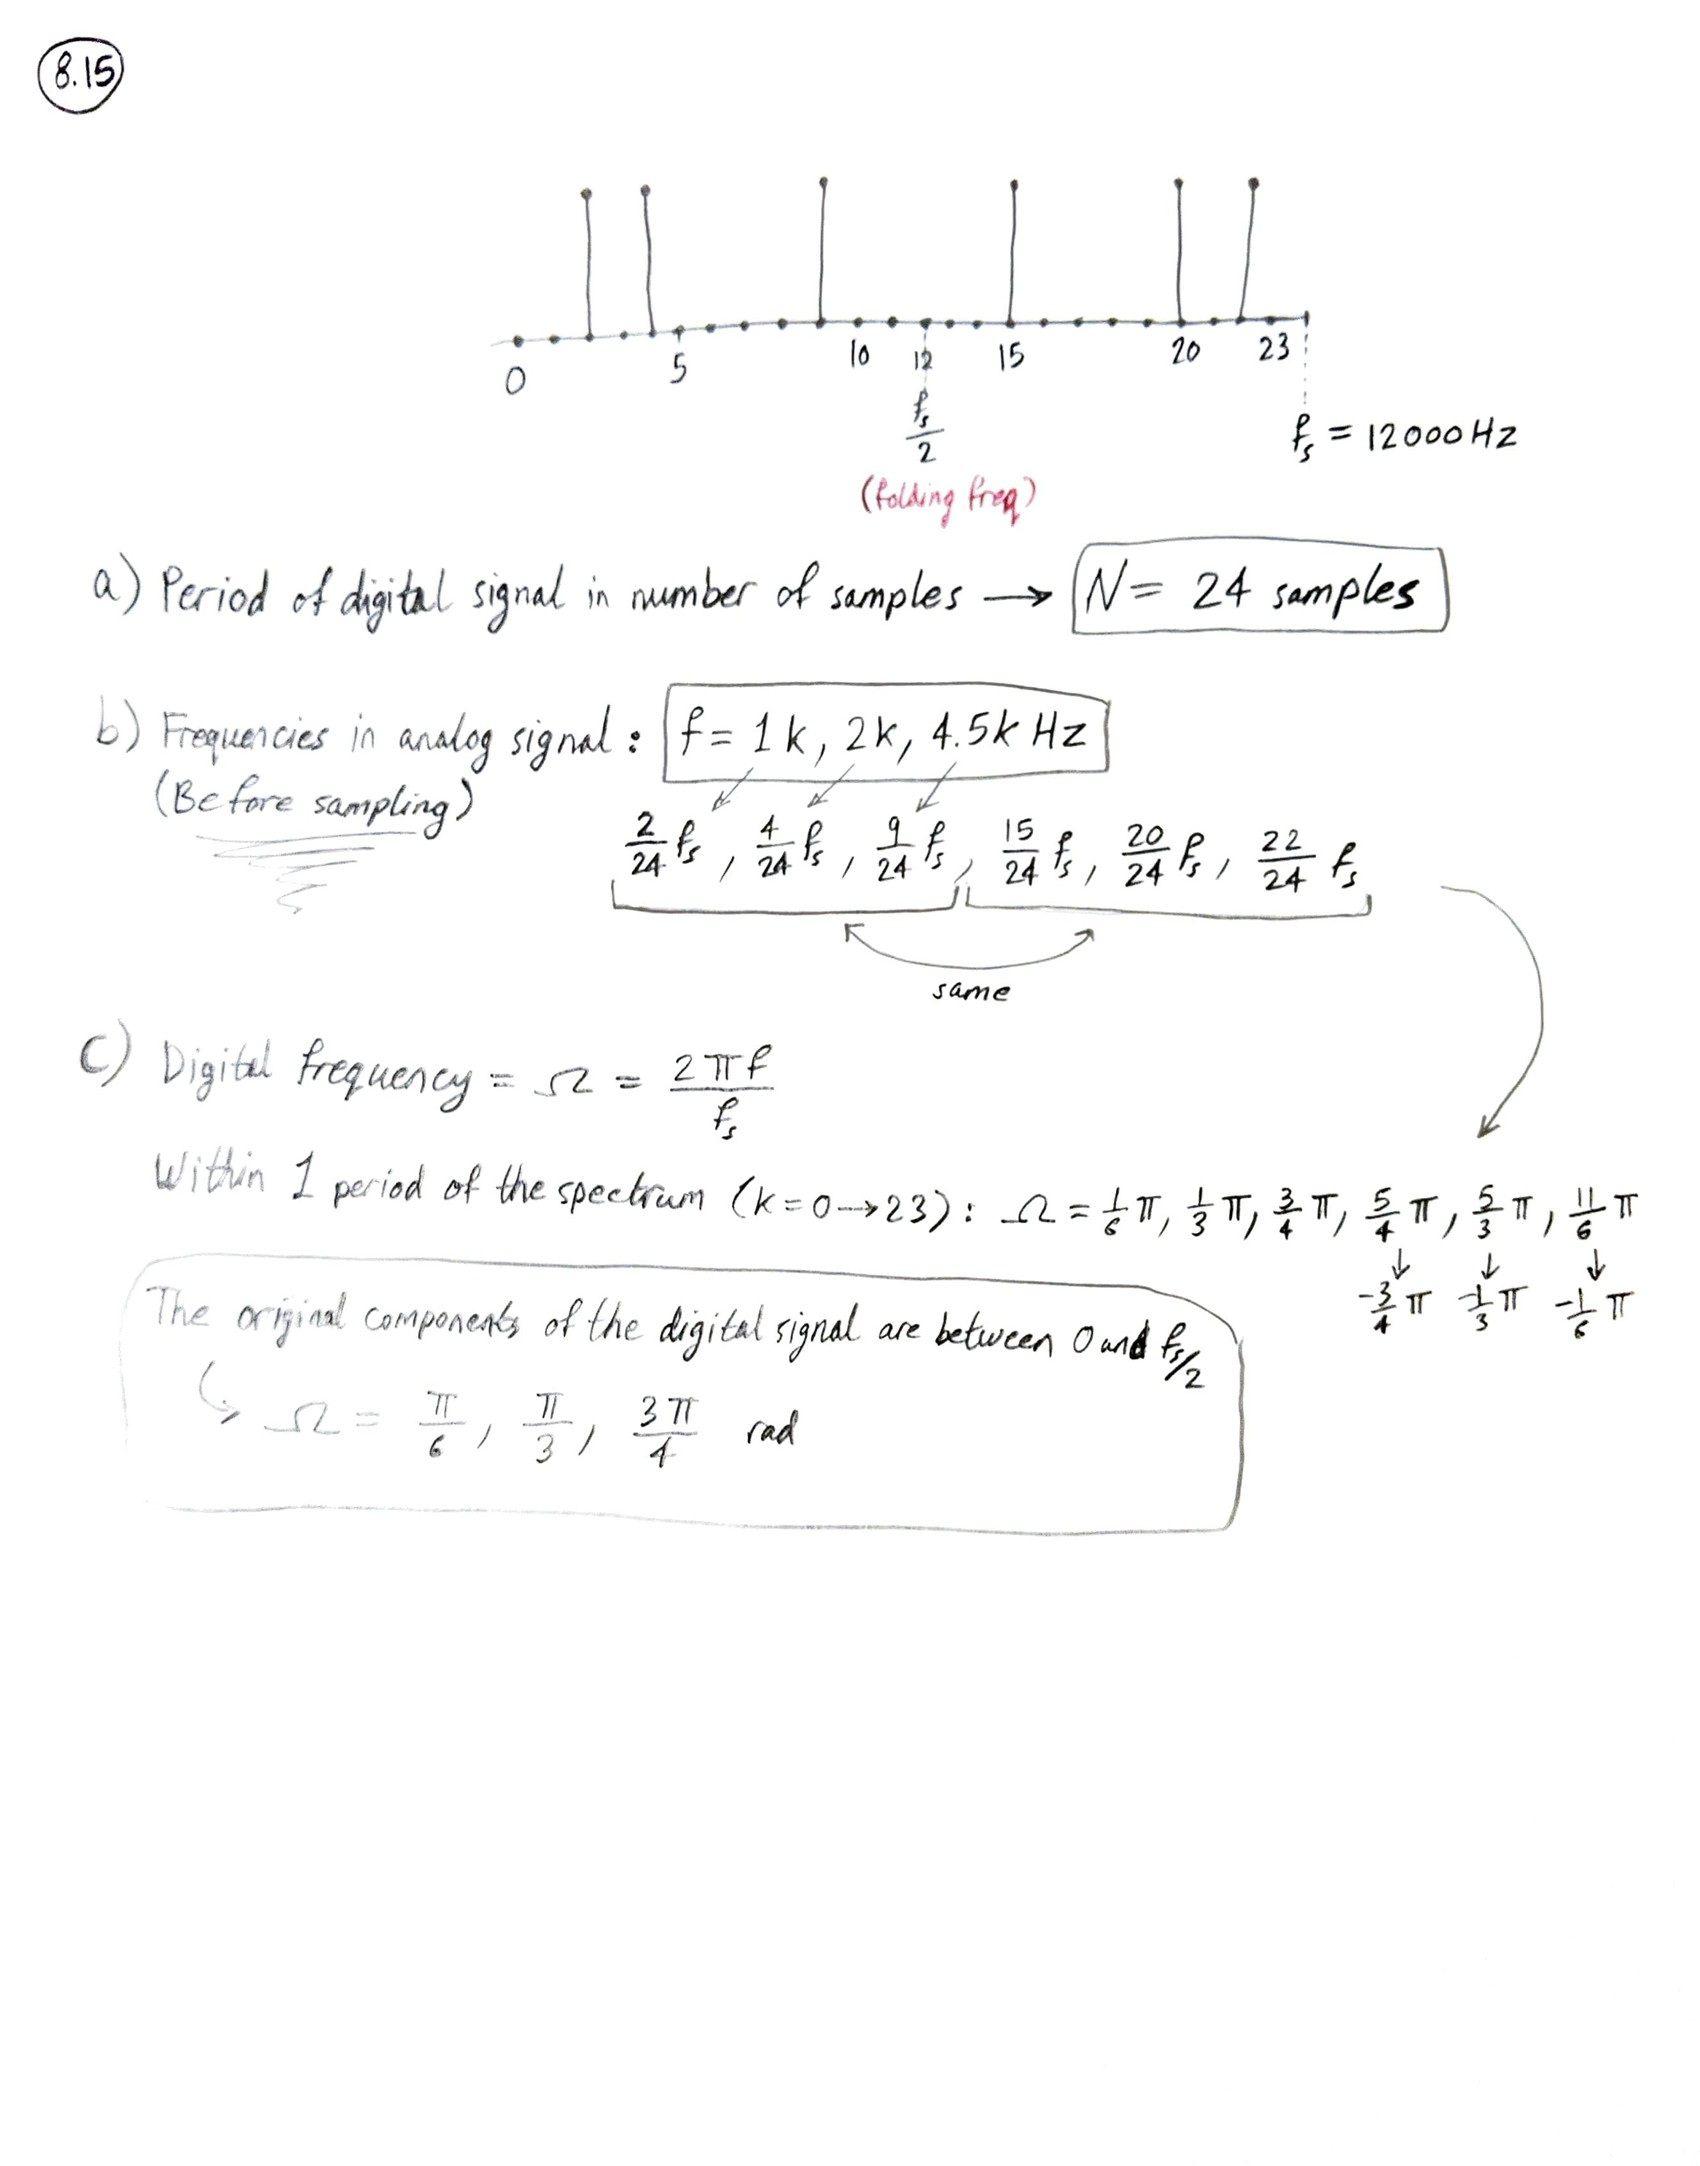 8.15
0 5 10 12 15 20 23
fs/2
fs = 12000 Hz
(folding freq)
a) Period of digital signal in number of samples → N = 24 samples
b) Frequencies in analog signal : f = 1k, 2k, 4.5k Hz
(Before sampling)
2/24 fs, 4/24 fs, 9/24 fs, 15/24 fs, 20/24 fs, 22/24 fs
same
c) Digital frequency = Ω = 2πf/fs
Within 1 period of the spectrum (k = 0→23) : Ω = 1/6 π, 1/3 π, 3/4 π, 5/4 π, 5/3 π, 11/6 π
↓ ↓ ↓
-3/4 π -1/3 π -1/6 π
The original components of the digital signal are between 0 and fs/2
↳ Ω = π/6, π/3, 3π/4 rad